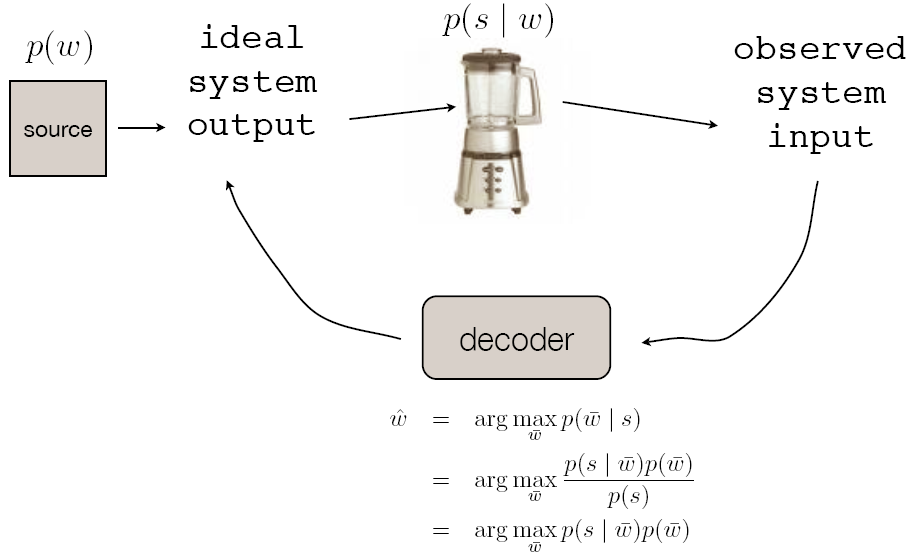 p(w)
source
ideal
system
output
p(s | w)
observed
system
input
decoder
ŵ = arg max_w̄ p(w̄ | s)
= arg max_w̄ p(s | w̄)p(w̄) / p(s)
= arg max_w̄ p(s | w̄)p(w̄)